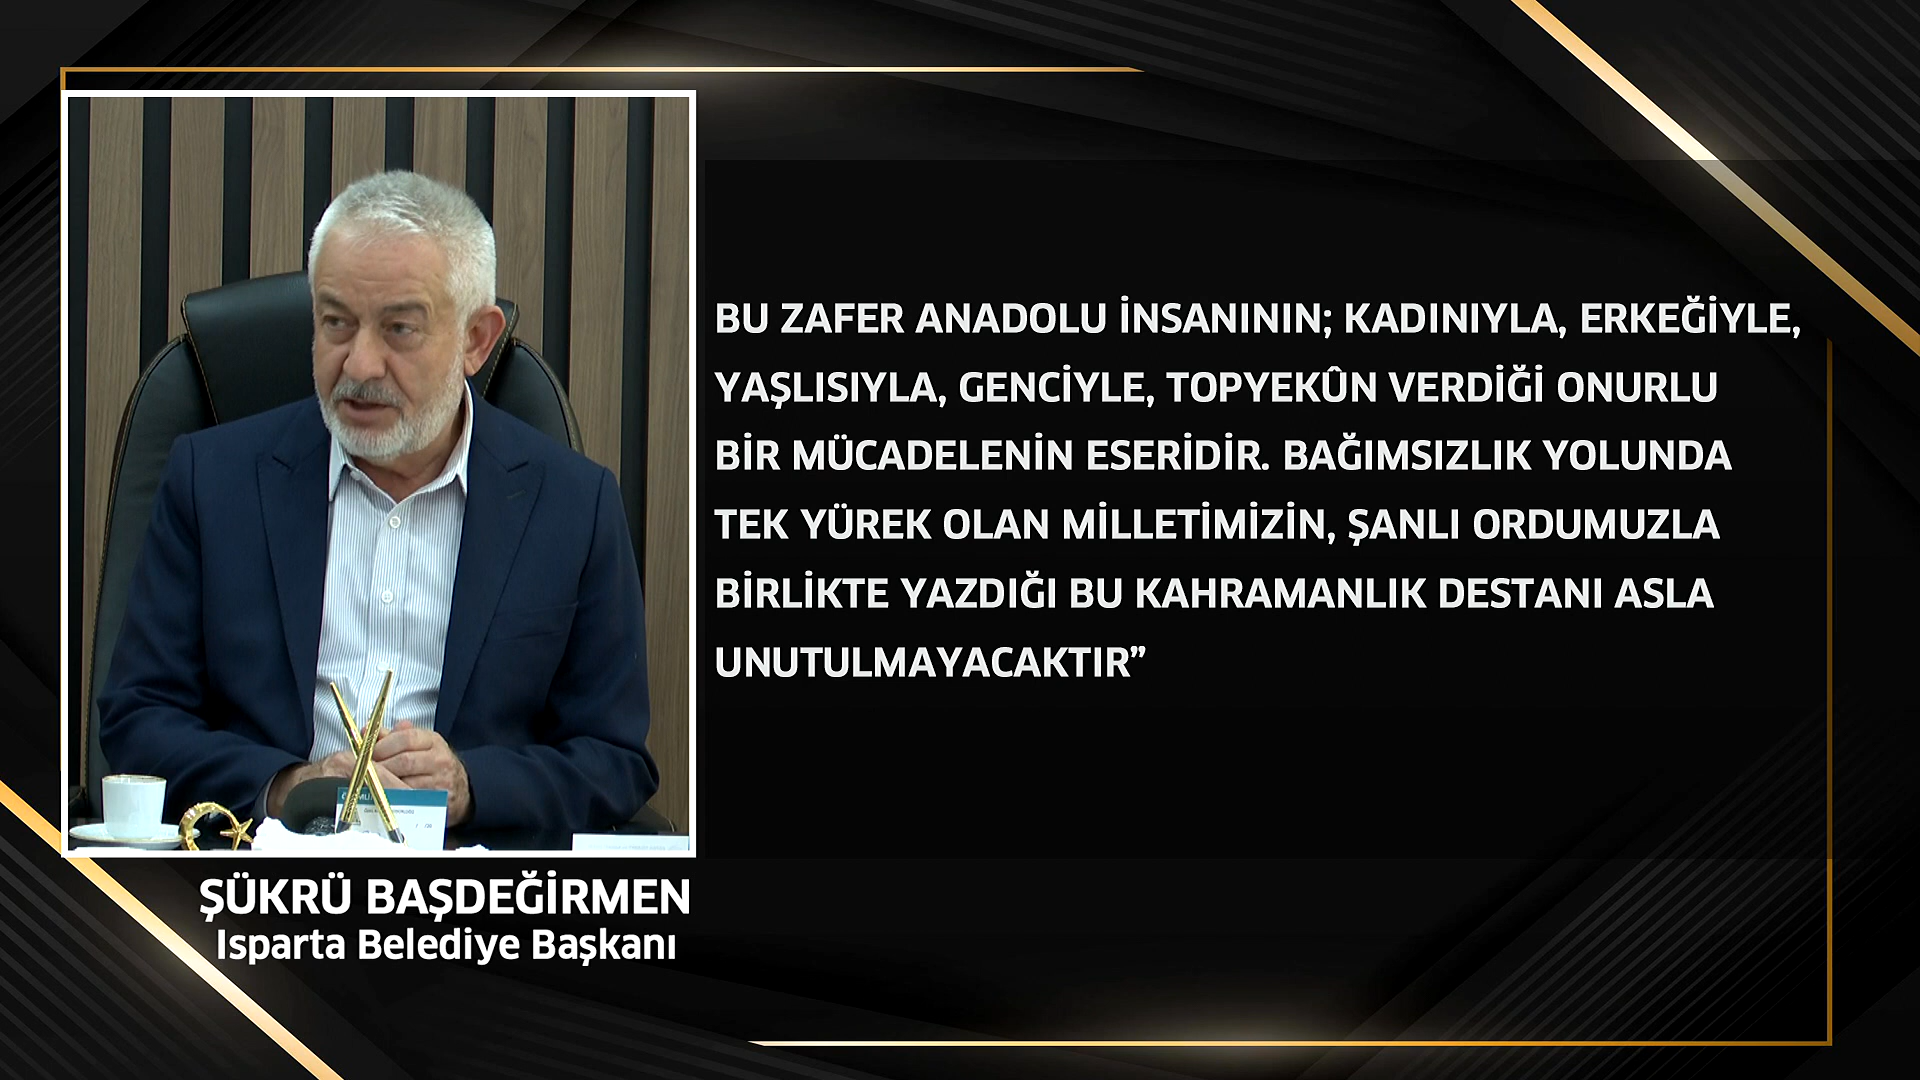 BU ZAFER ANADOLU İNSANININ; KADINIYLA, ERKEĞİYLE,
YAŞLISIYLA, GENCİYLE, TOPYEKÛN VERDİĞİ ONURLU
BİR MÜCADELENİN ESERİDİR. BAĞIMSIZLIK YOLUNDA
TEK YÜREK OLAN MİLLETİMİZİN, ŞANLI ORDUMUZLA
BİRLİKTE YAZDIĞI BU KAHRAMANLIK DESTANI ASLA
UNUTULMAYACAKTIR”
ŞÜKRÜ BAŞDEĞİRMEN
Isparta Belediye Başkanı